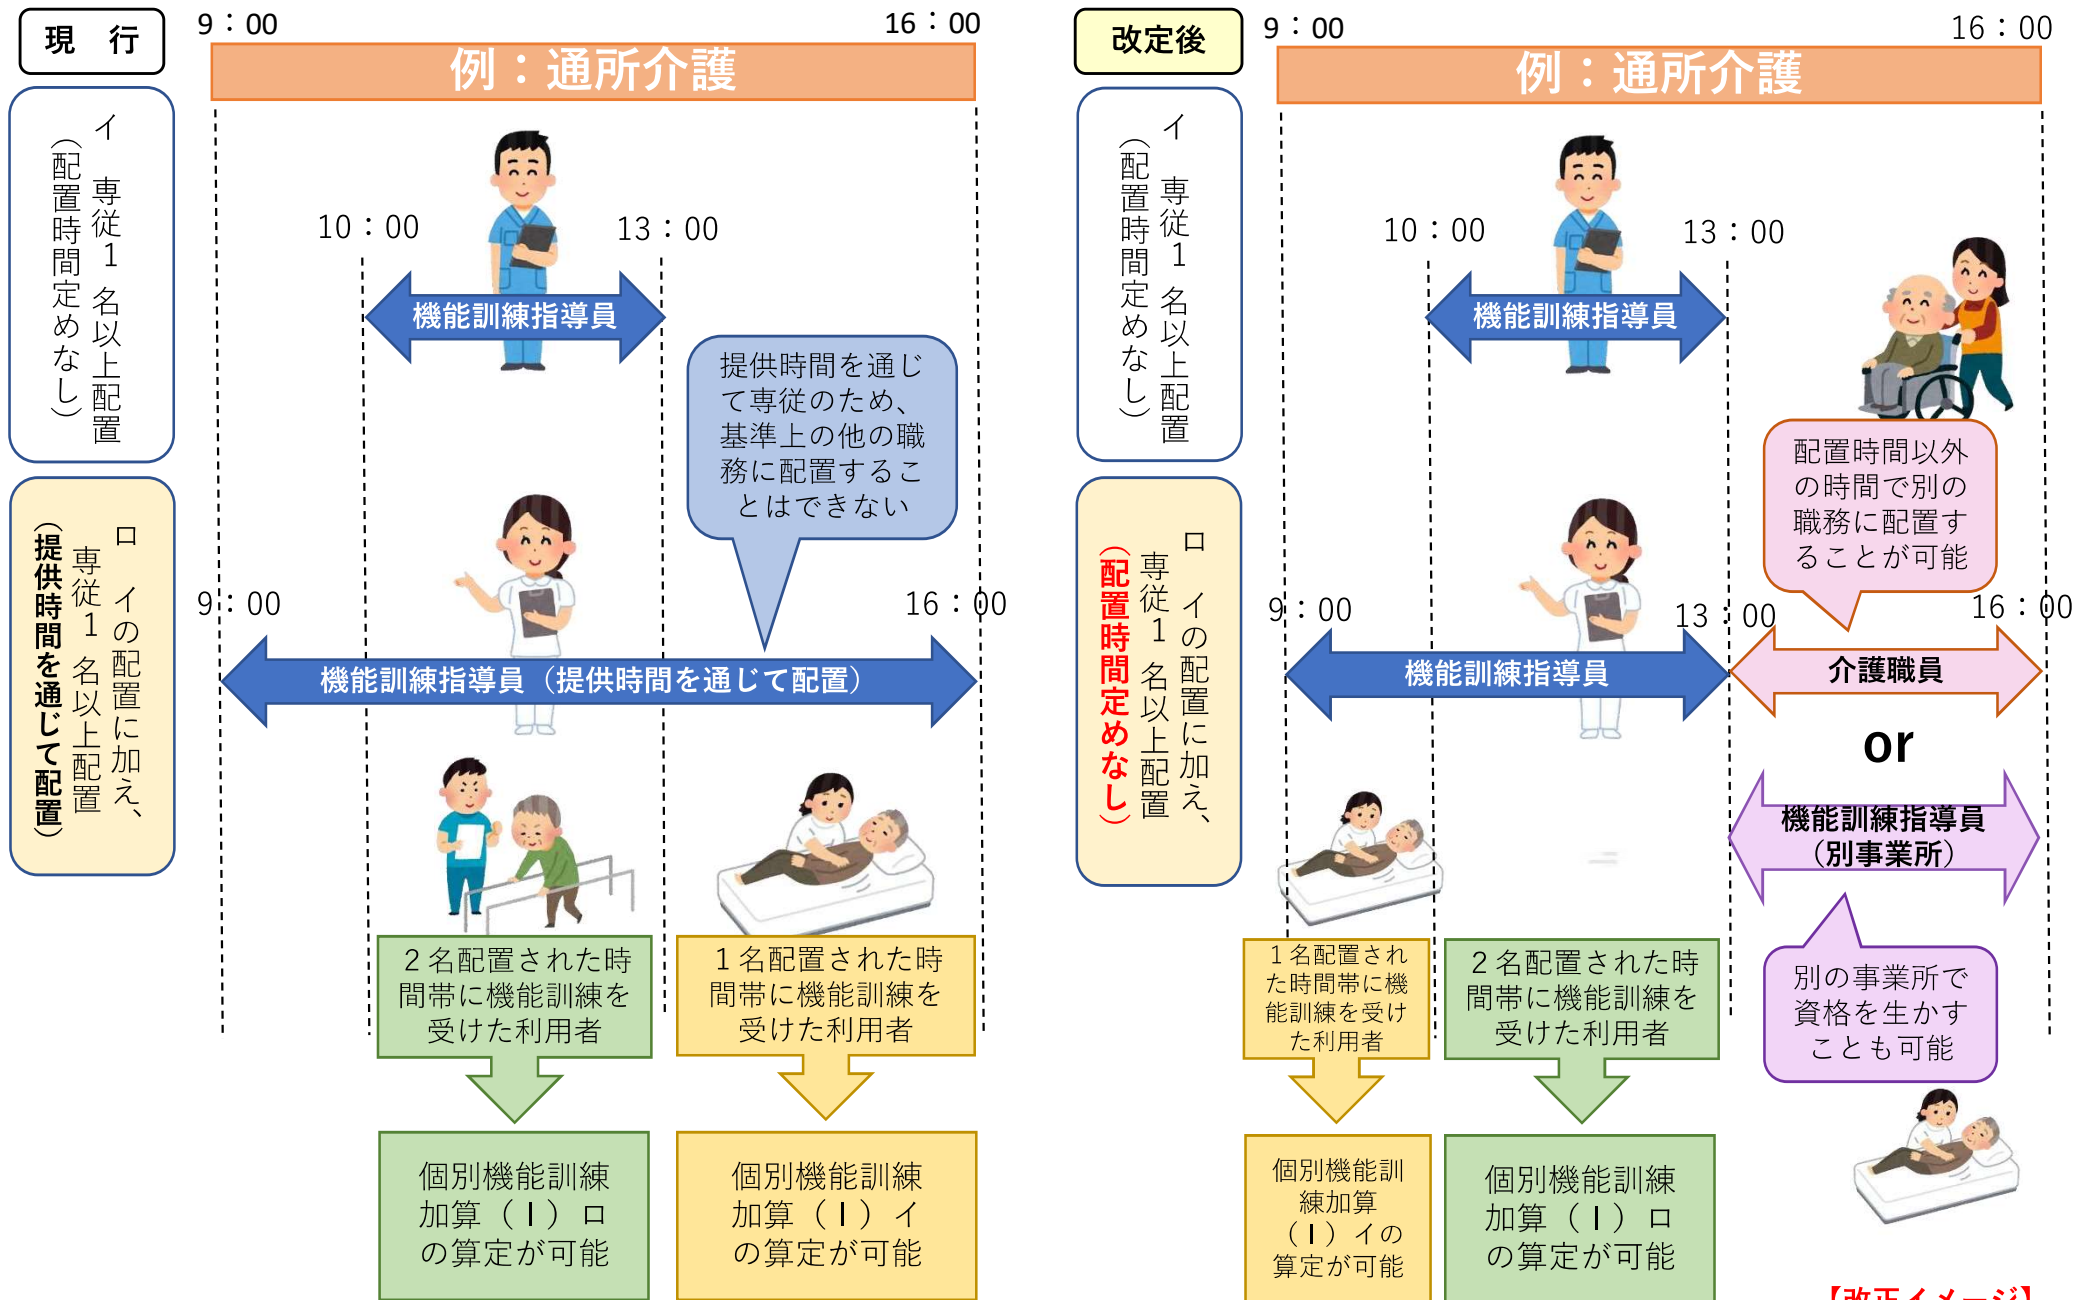 現　行
9：00
16：00
例：通所介護
イ　専従１名以上配置
（配置時間定めなし）
10：00
13：00
機能訓練指導員
提供時間を通じ
て専従のため、
基準上の他の職
務に配置するこ
とはできない
ロ　イの配置に加え、
専従１名以上配置
（提供時間を通じて配置）
9：00
16：00
機能訓練指導員（提供時間を通じて配置）
２名配置された時
間帯に機能訓練を
受けた利用者
１名配置された時
間帯に機能訓練を
受けた利用者
個別機能訓練
加算（Ⅰ）ロ
の算定が可能
個別機能訓練
加算（Ⅰ）イ
の算定が可能
改定後
9：00
16：00
例：通所介護
イ　専従１名以上配置
（配置時間定めなし）
10：00
13：00
機能訓練指導員
配置時間以外
の時間で別の
職務に配置す
ることが可能
ロ　イの配置に加え、
専従１名以上配置
（配置時間定めなし）
9：00
13：00
16：00
機能訓練指導員
介護職員
or
機能訓練指導員
（別事業所）
別の事業所で
資格を生かす
ことも可能
１名配置され
た時間帯に機
能訓練を受け
た利用者
２名配置された時
間帯に機能訓練を
受けた利用者
個別機能訓
練加算
（Ⅰ）イの
算定が可能
個別機能訓練
加算（Ⅰ）ロ
の算定が可能
【改正イメージ】